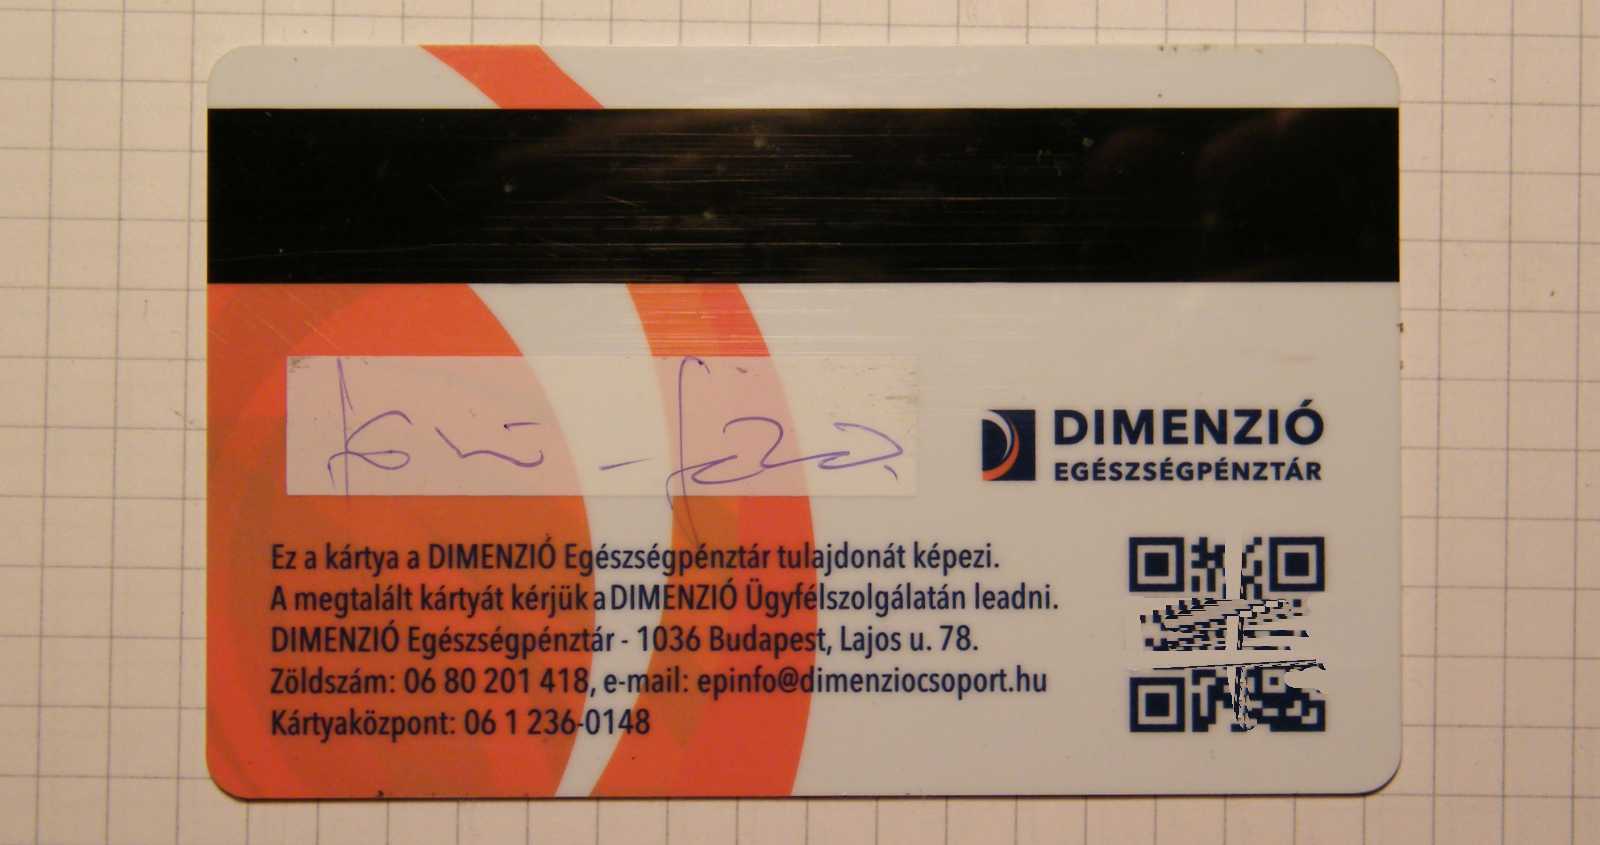 DIMENZIÓ
EGÉSZSÉGPÉNZTÁR
Ez a kártya a DIMENZIÓ Egészségpénztár tulajdonát képezi.
A megtalált kártyát kérjük a DIMENZIÓ Ügyfélszolgálatán leadni.
DIMENZIÓ Egészségpénztár - 1036 Budapest, Lajos u. 78.
Zöldszám: 06 80 201 418, e-mail: epinfo@dimenziocsoport.hu
Kártyaközpont: 06 1 236-0148